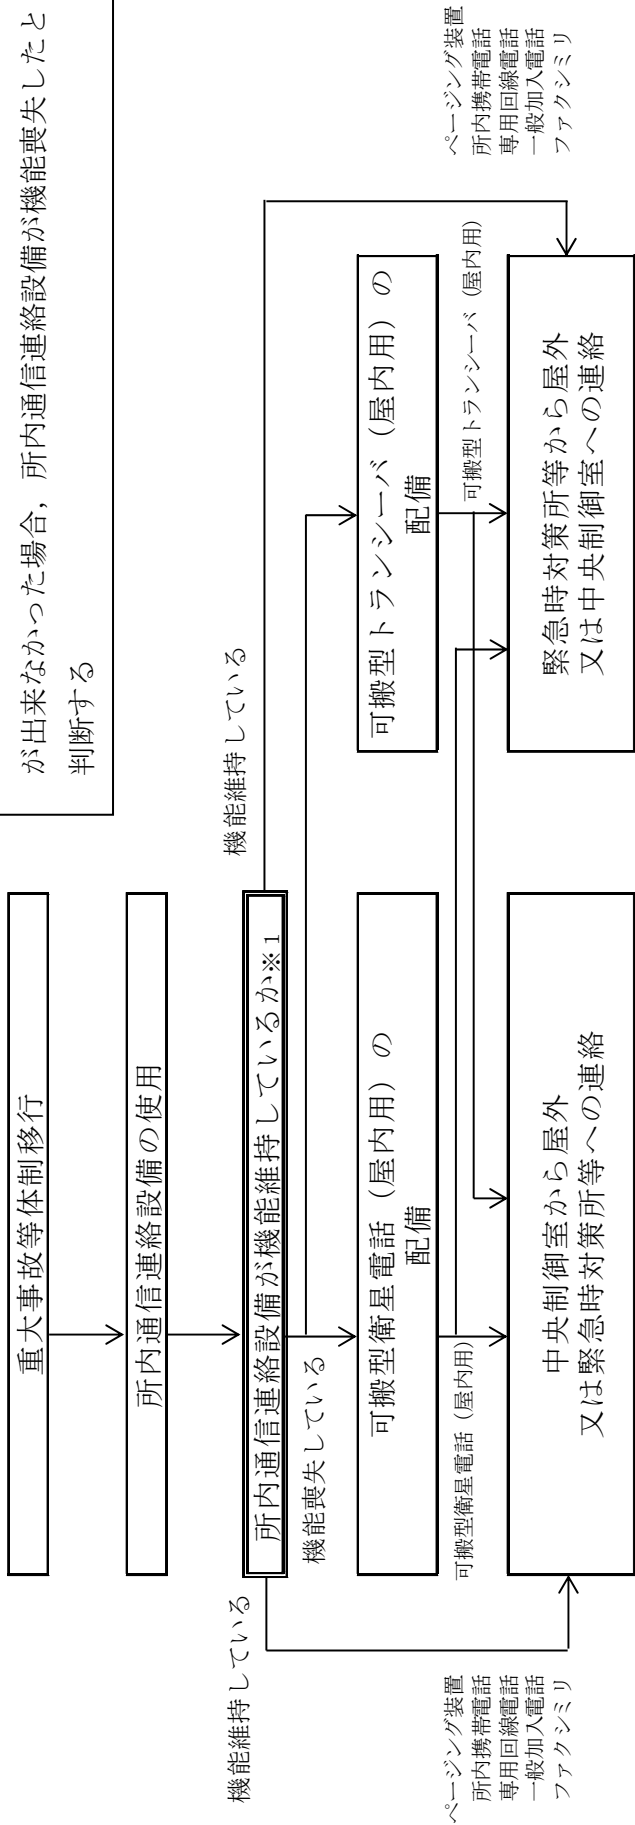 が出来なかった場合，所内通信連絡設備が機能喪失したと
判断する
重大事故等体制移行
所内通信連絡設備の使用
機能維持している
所内通信連絡設備が機能維持しているか※1
機能維持している
機能喪失している
可搬型衛星電話（屋内用）の
配備
可搬型トランシーバ（屋内用）の
配備
可搬型衛星電話（屋内用）
可搬型トランシーバ（屋内用）
ページング装置
所内携帯電話
専用回線電話
一般加入電話
ファクシミリ
中央制御室から屋外
又は緊急時対策所等への連絡
緊急時対策所等から屋外
又は中央制御室への連絡
ページング装置
所内携帯電話
専用回線電話
一般加入電話
ファクシミリ